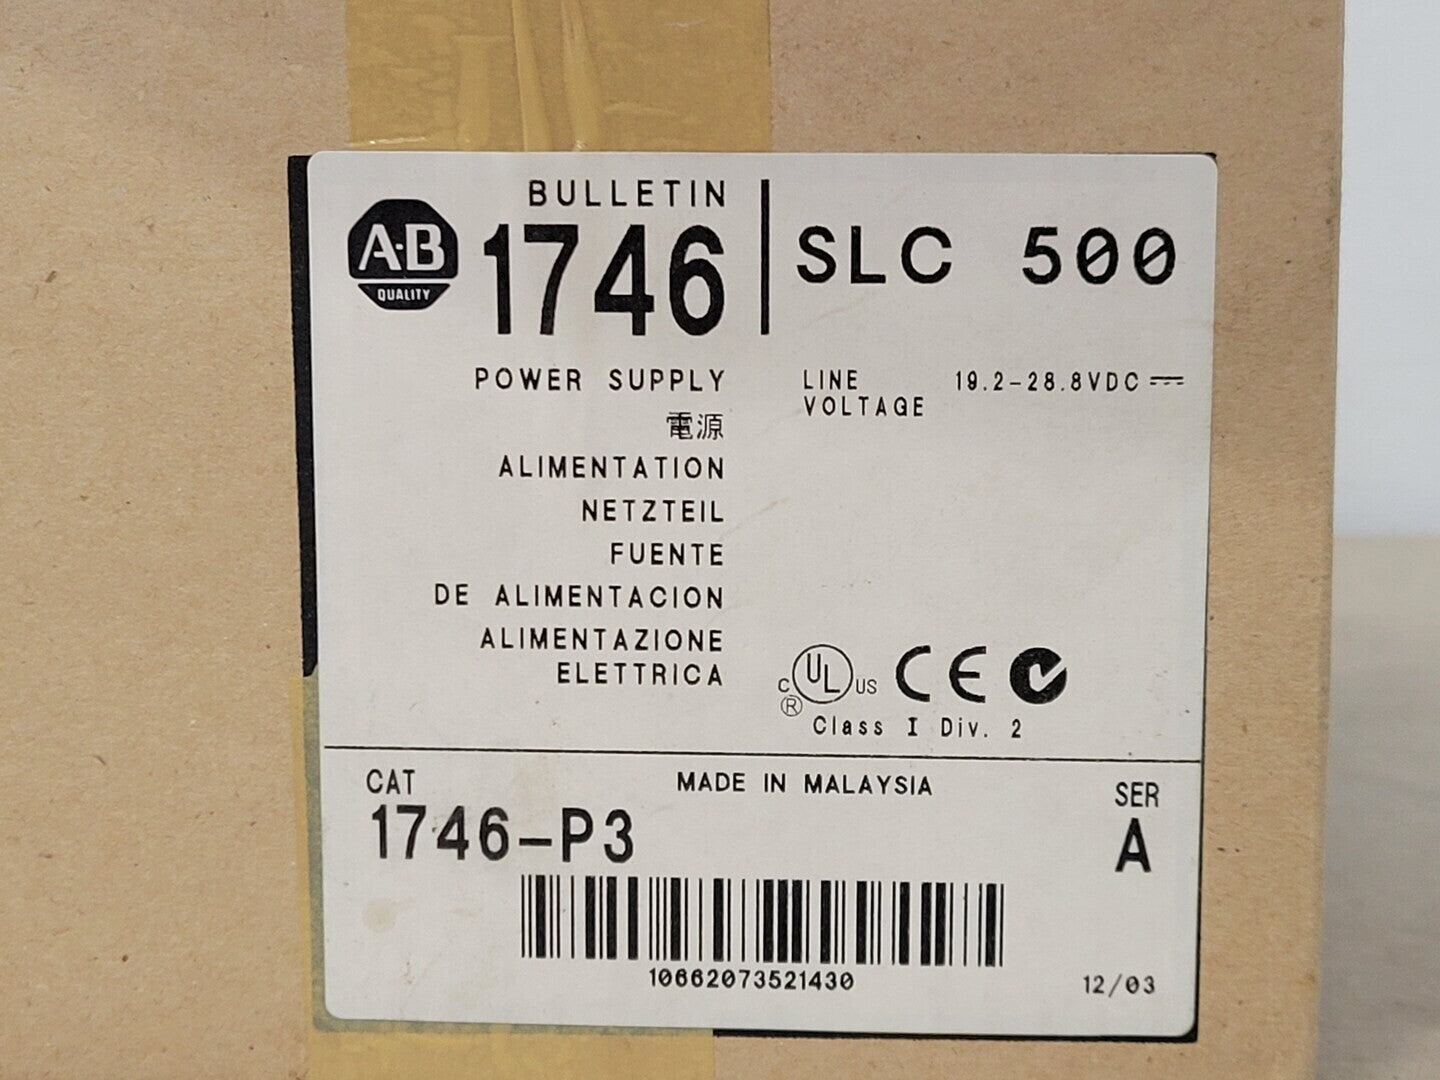 A·B
QUALITY
BULLETIN
1746
SLC 500
POWER SUPPLY
電源
ALIMENTATION
NETZTEIL
FUENTE
DE ALIMENTACION
ALIMENTAZIONE
ELETTRICA
LINE VOLTAGE 19.2-28.8VDC
C UL US
®
CE
Class I Div. 2
CAT
1746-P3
MADE IN MALAYSIA
SER
A
10662073521430
12/03